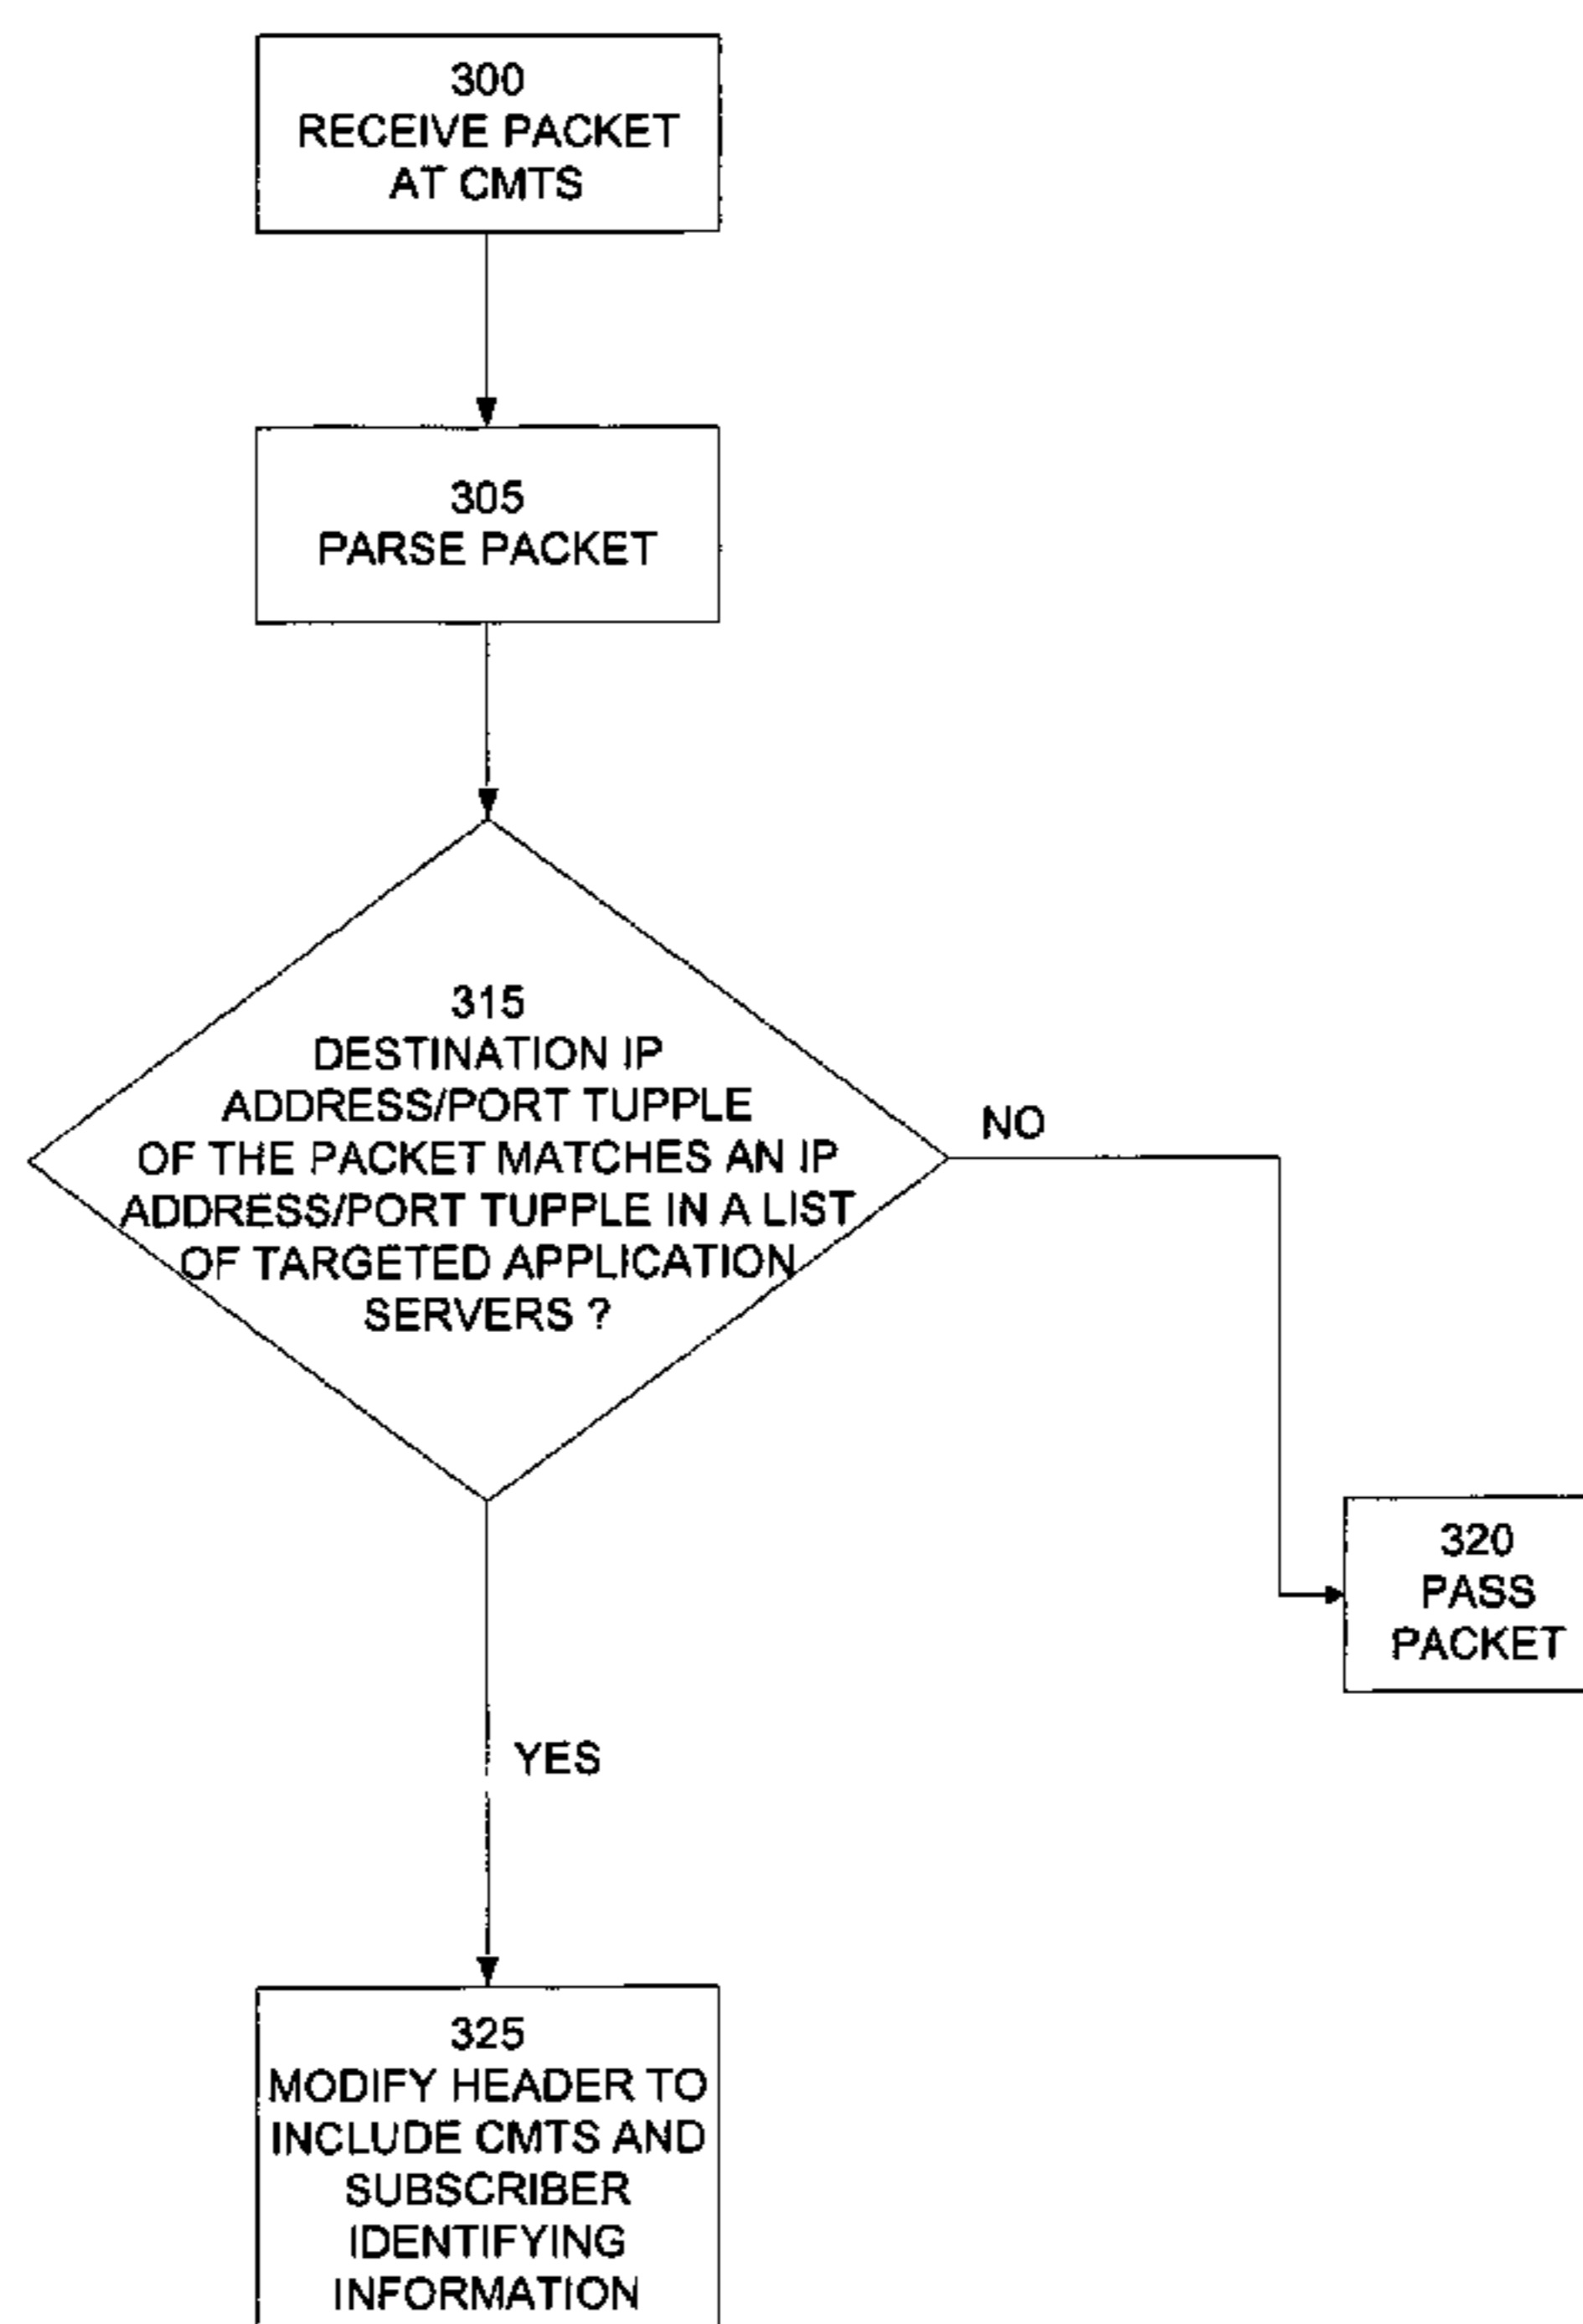 300
RECEIVE PACKET
AT CMTS
305
PARSE PACKET
315
DESTINATION IP
ADDRESS/PORT TUPPLE
OF THE PACKET MATCHES AN IP
ADDRESS/PORT TUPPLE IN A LIST
OF TARGETED APPLICATION
SERVERS ?
NO
320
PASS
PACKET
YES
325
MODIFY HEADER TO
INCLUDE CMTS AND
SUBSCRIBER
IDENTIFYING
INFORMATION